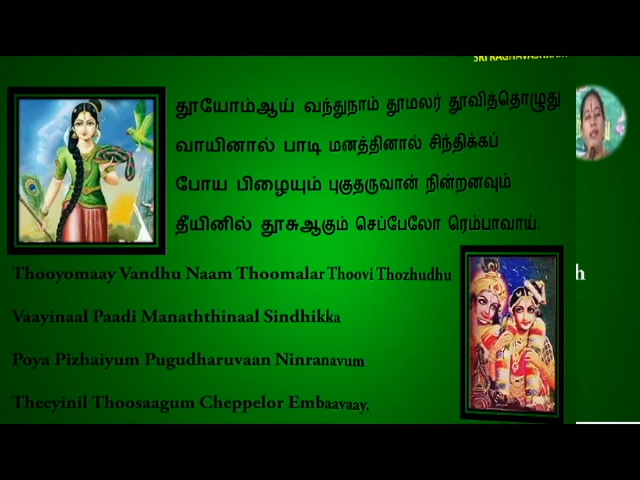 தூயோம்ஆய் வந்துநாம் தூமலர் தூவித்தொழுது
வாயினால் பாடி மனத்தினால் சிந்திக்கப்
போய பிழையும் புகுதருவான் நின்றனவும்
தீயினில் தூசுஆகும் செப்பேலோ ரெம்பாவாய்.
Thooyomaay Vandhu Naam Thoomalar Thoovi Thozhudhu
Vaayinaal Paadi Manaththinaal Sindhikka
Poya Pizhaiyum Pugudharuvaan Ninranavum
Theeyinil Thoosaagum Cheppelor Embaavaay.